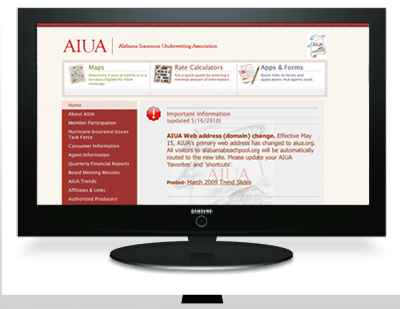 AIUA Alabama Insurance Underwriting Association
Maps
Determine if your property is in a
territory eligible for AIUA
coverage.
Rate Calculators
Get a quick quote by entering a
minimal amount of information.
Apps & Forms
Quick links to forms and
applications that agents need.
Home
About AIUA
Member Participation
Hurricane Insurance Issues
Task Force
Consumer Information
Agent Information
Quarterly Financial Reports
Board Meeting Minutes
AIUA Trends
Affiliates & Links
Authorized Producers
Important Information
(updated 5/16/2010)
AIUA Web address (domain) change. Effective May
15, AIUA's primary web address has changed to aiua.org.
All visitors to alabamabeachpool.org will be automatically
routed to the new site. Please update your AIUA
'favorites' and 'shortcuts'.
Posted- March 2009 Trend Slides
AIUA
SAMSUNG